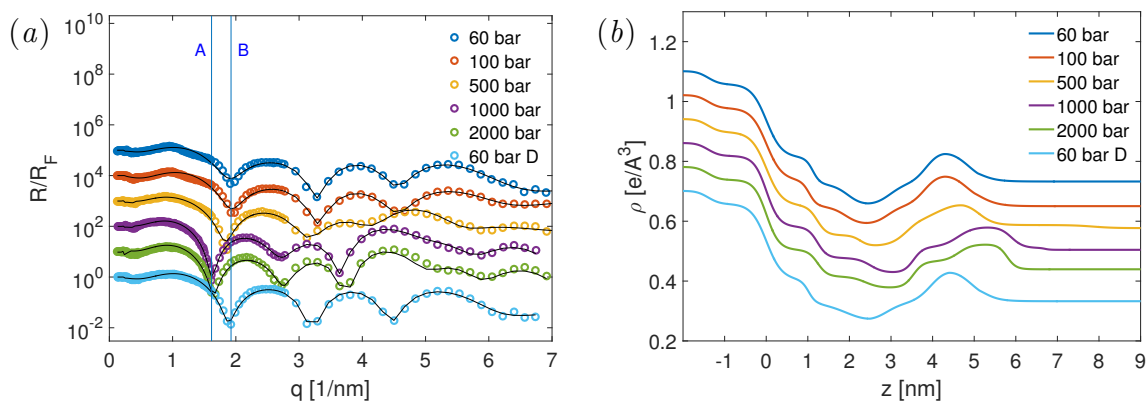 (a)
R/R_F
10^10
10^8
10^6
10^4
10^2
10^0
10^-2
A
B
60 bar
100 bar
500 bar
1000 bar
2000 bar
60 bar D
0 1 2 3 4 5 6 7
q [1/nm]
(b)
ρ [e/A^3]
1.2
1
0.8
0.6
0.4
0.2
60 bar
100 bar
500 bar
1000 bar
2000 bar
60 bar D
-1 0 1 2 3 4 5 6 7 8 9
z [nm]